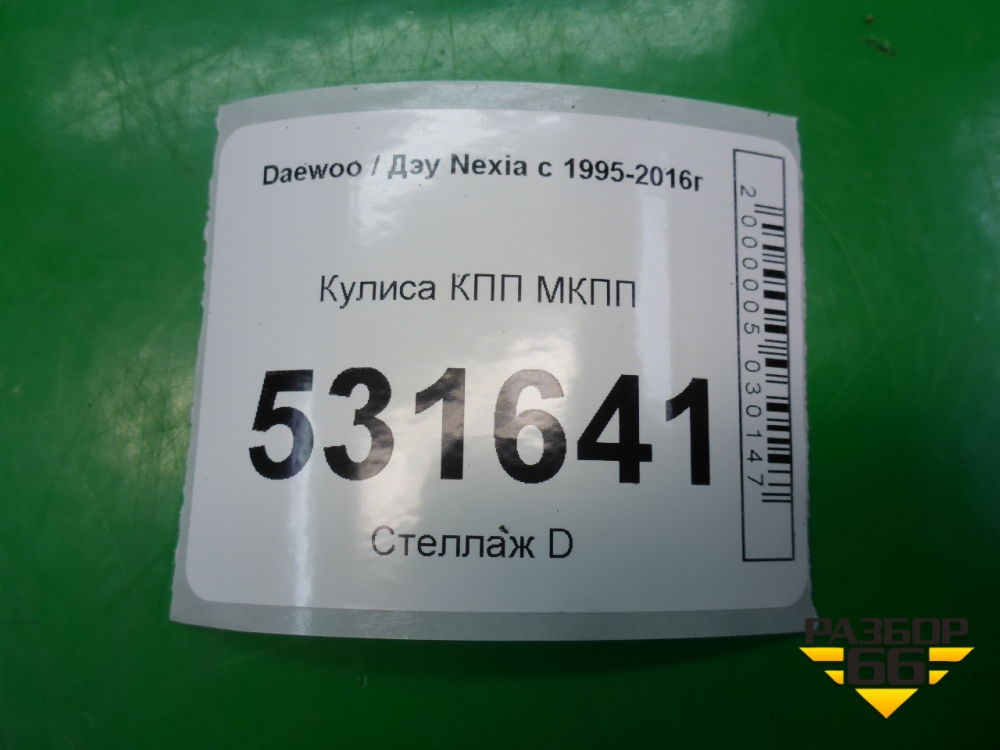 Daewoo / Дэу Nexia с 1995-2016г
Кулиса КПП МКПП
531641
Стеллаж D
2000005030147
РАЗБОР
66